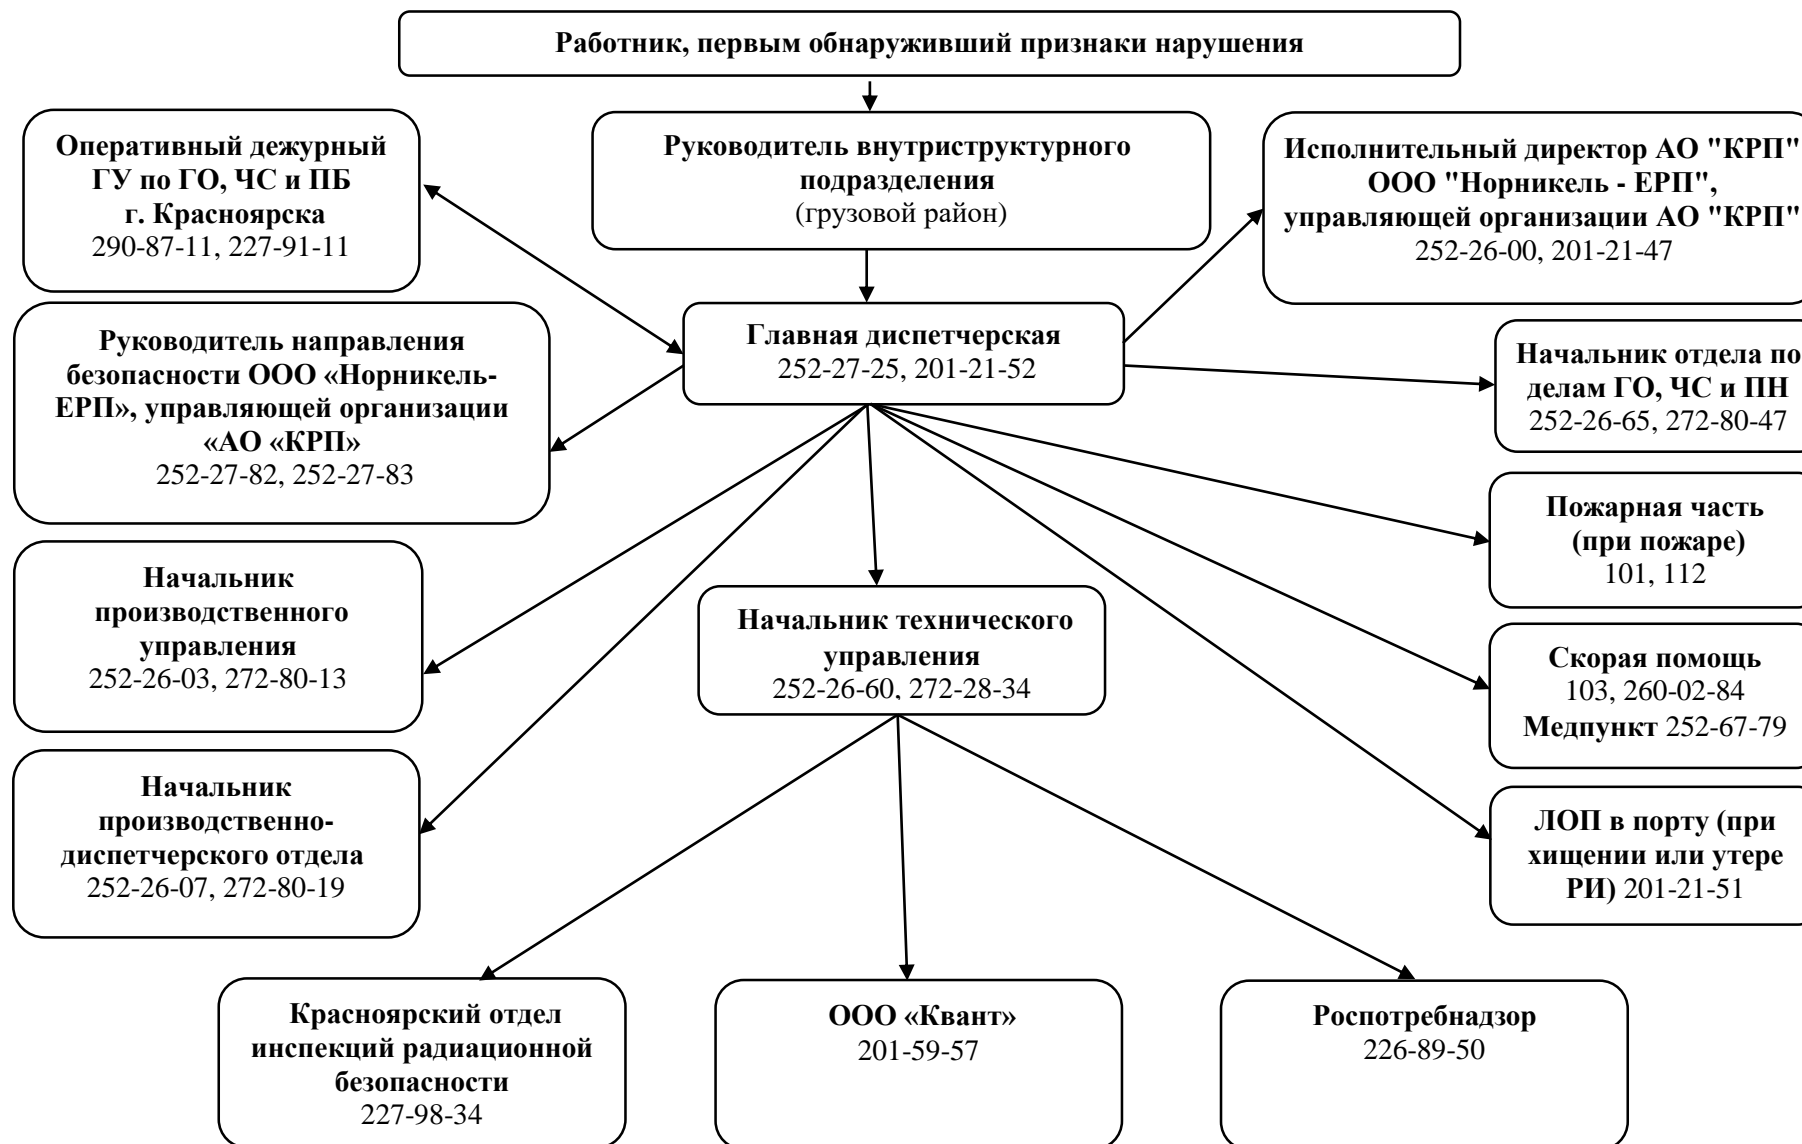 Работник, первым обнаруживший признаки нарушения
Оперативный дежурный
ГУ по ГО, ЧС и ПБ
г. Красноярска
290-87-11, 227-91-11
Руководитель внутриструктурного
подразделения
(грузовой район)
Исполнительный директор АО "КРП"
ООО "Норникель - ЕРП",
управляющей организации АО "КРП"
252-26-00, 201-21-47
Руководитель направления
безопасности ООО «Норникель-
ЕРП», управляющей организации
«АО «КРП»
252-27-82, 252-27-83
Главная диспетчерская
252-27-25, 201-21-52
Начальник отдела по
делам ГО, ЧС и ПН
252-26-65, 272-80-47
Пожарная часть
(при пожаре)
101, 112
Начальник
производственного
управления
252-26-03, 272-80-13
Начальник технического
управления
252-26-60, 272-28-34
Скорая помощь
103, 260-02-84
Медпункт 252-67-79
Начальник
производственно-
диспетчерского отдела
252-26-07, 272-80-19
ЛОП в порту (при
хищении или утере
РИ) 201-21-51
Красноярский отдел
инспекций радиационной
безопасности
227-98-34
ООО «Квант»
201-59-57
Роспотребнадзор
226-89-50